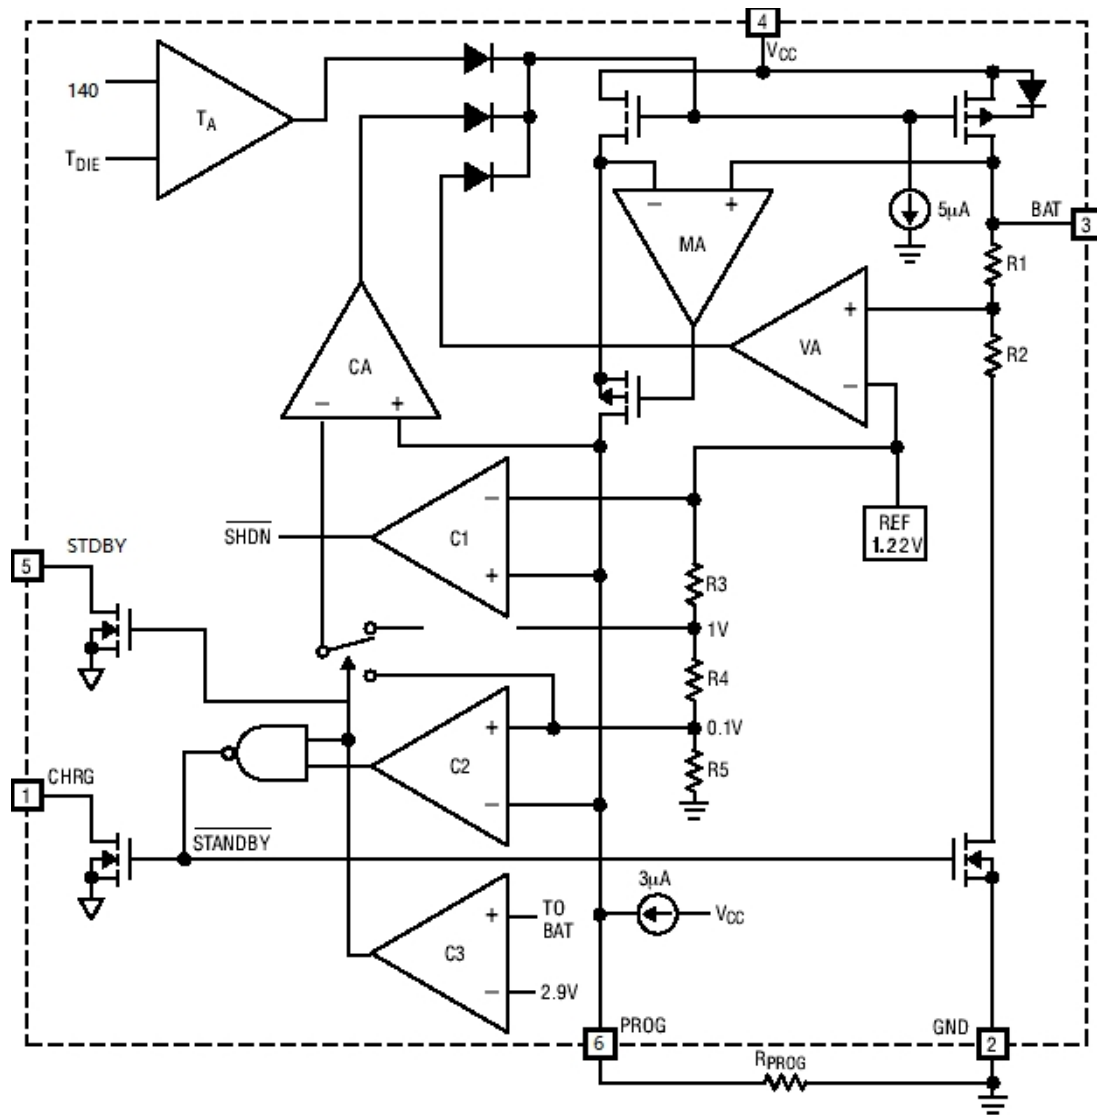 4
VCC
140
TA
TDIE
− +
MA
5μA
BAT
3
R1
+
VA
−
R2
CA
− +
SHDN
−
C1
+
REF
1.22V
STDBY
5
R3
1V
R4
+
C2
−
0.1V
R5
CHRG
1
STANDBY
3μA
VCC
+
C3
−
TO
BAT
2.9V
PROG
6
GND
2
RPROG